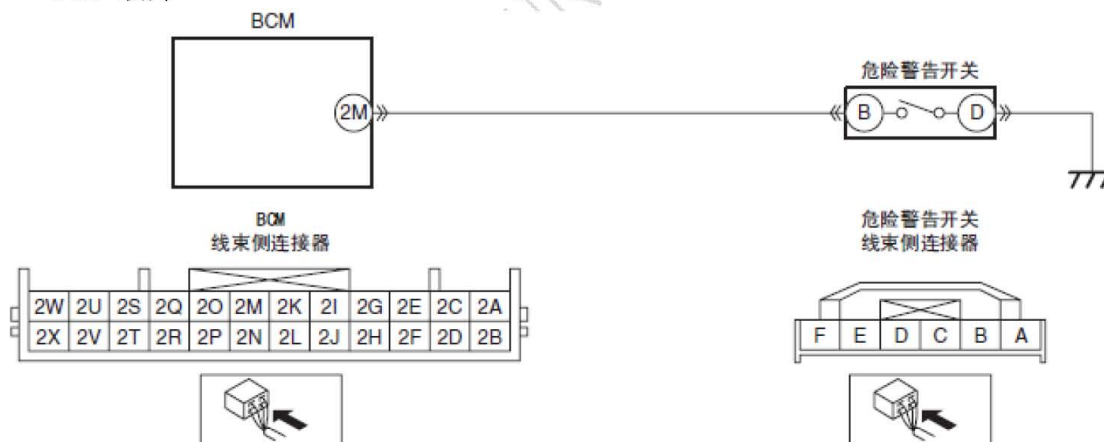 BCM
危险警告开关
2M
B
D
BCM
线束侧连接器
危险警告开关
线束侧连接器
2W 2U 2S 2Q 2O 2M 2K 2I 2G 2E 2C 2A
2X 2V 2T 2R 2P 2N 2L 2J 2H 2F 2D 2B
F E D C B A